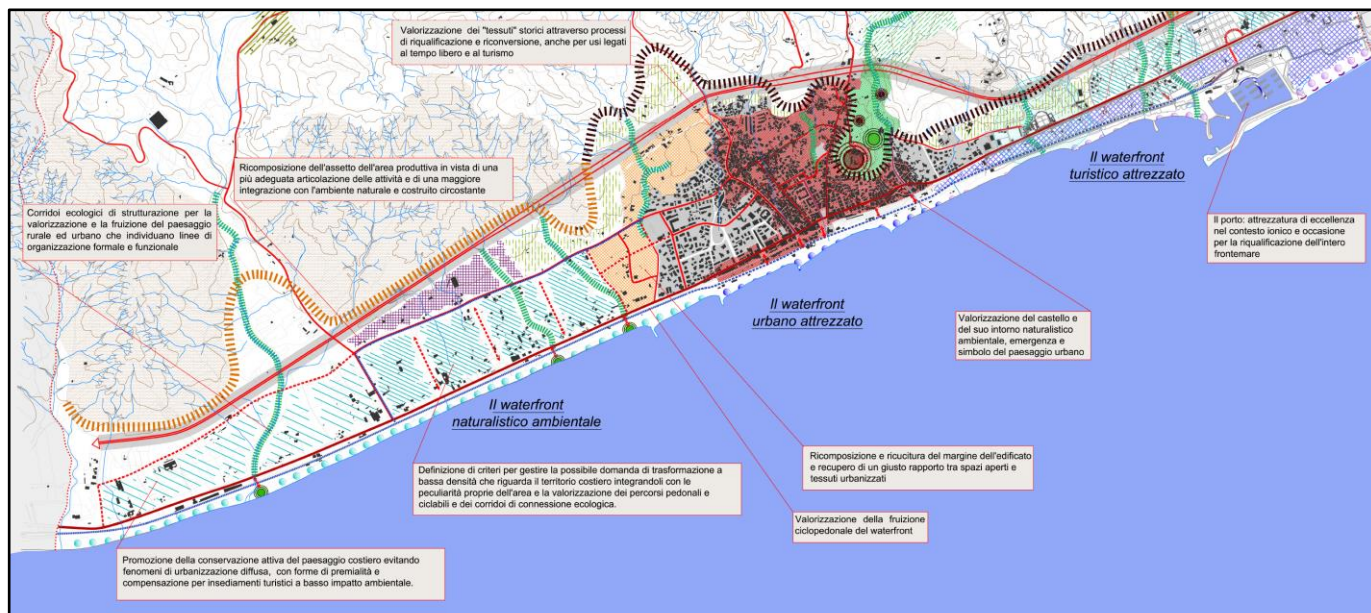 Valorizzazione dei "tessuti" storici attraverso processi
di riqualificazione e riconversione, anche per usi legati
al tempo libero e al turismo
Ricomposizione dell'assetto dell'area produttiva in vista di una
più adeguata articolazione delle attività e di una maggiore
integrazione con l'ambiente naturale e costruito circostante
Corridoi ecologici di strutturazione per la
valorizzazione e la fruizione del paesaggio
rurale ed urbano che individuano linee di
organizzazione formale e funzionale
Il waterfront
turistico attrezzato
Il porto: attrezzatura di eccellenza
nel contesto ionico e occasione
per la riqualificazione dell'intero
frontemare
Il waterfront
urbano attrezzato
Valorizzazione del castello e
del suo intorno naturalistico
ambientale, emergenza e
simbolo del paesaggio urbano
Il waterfront
naturalistico ambientale
Definizione di criteri per gestire la possibile domanda di trasformazione a
bassa densità che riguarda il territorio costiero integrandoli con le
peculiarità proprie dell'area e la valorizzazione dei percorsi pedonali e
ciclabili e dei corridoi di connessione ecologica.
Ricomposizione e ricucitura del margine dell'edificato
e recupero di un giusto rapporto tra spazi aperti e
tessuti urbanizzati
Valorizzazione della fruizione
ciclopedonale del waterfront
Promozione della conservazione attiva del paesaggio costiero evitando
fenomeni di urbanizzazione diffusa, con forme di premialità e
compensazione per insediamenti turistici a basso impatto ambientale.